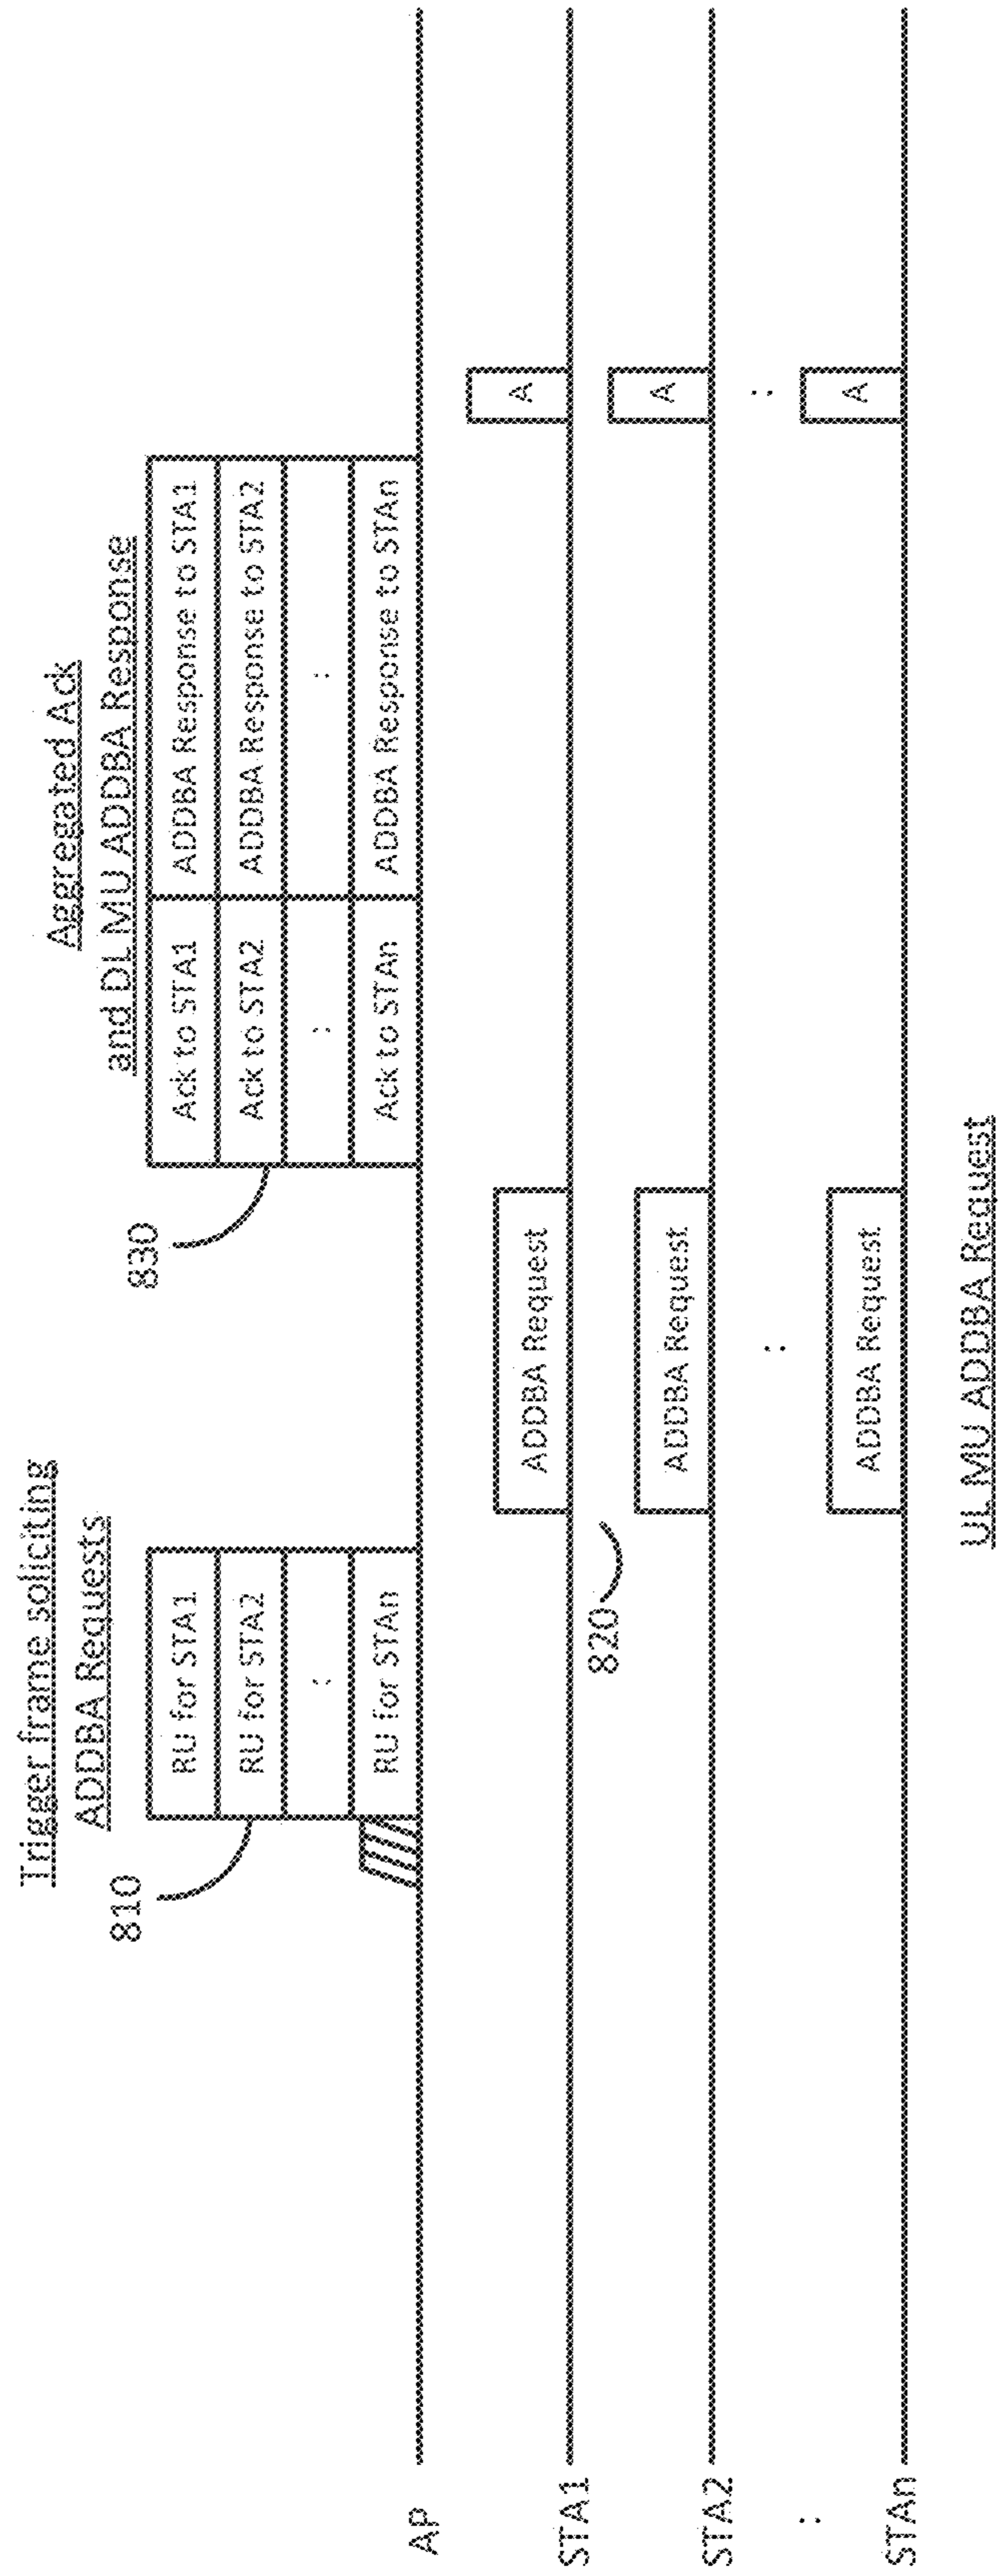 Trigger frame soliciting
ADDBA Requests
810
RU for STA1
RU for STA2
:
RU for STAn
Aggregated Ack
and DL MU ADDBA Response
830
Ack to STA1
ADDBA Response to STA1
Ack to STA2
ADDBA Response to STA2
:
:
Ack to STAn
ADDBA Response to STAn
AP
STA1
ADDBA Request
A
820
STA2
ADDBA Request
A
:
:
:
STAn
ADDBA Request
A
UL MU ADDBA Request